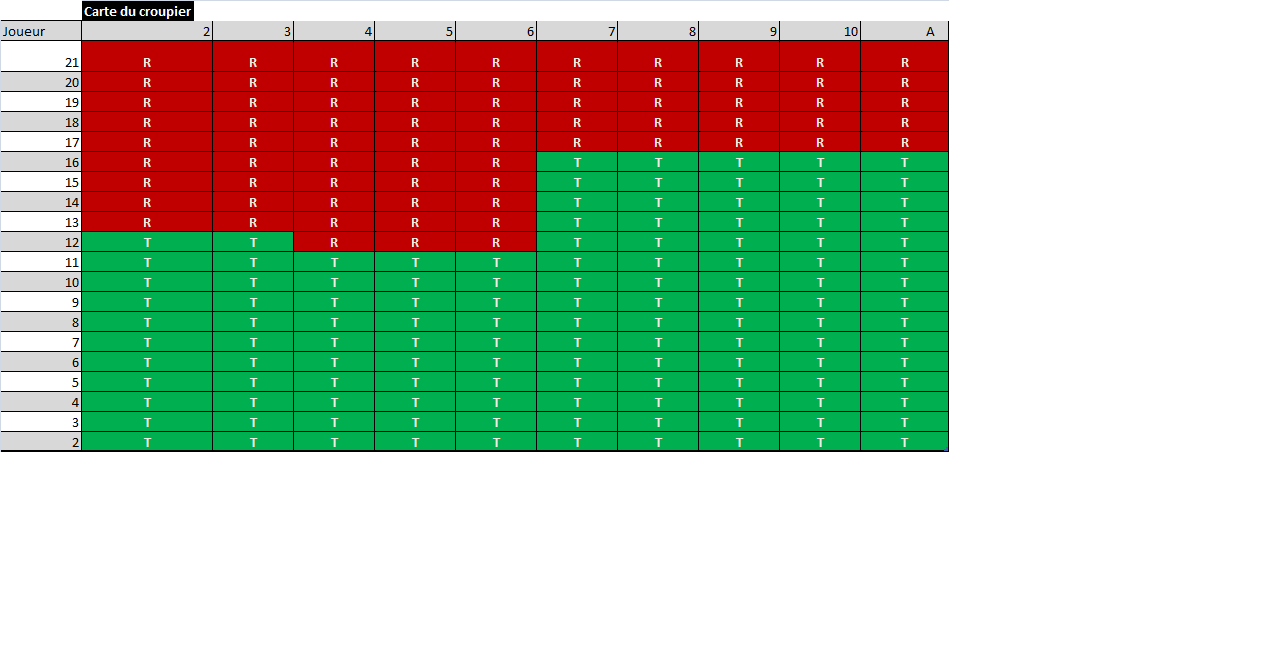 Carte du croupier
Joueur 2 3 4 5 6 7 8 9 10 A
21 R R R R R R R R R R
20 R R R R R R R R R R
19 R R R R R R R R R R
18 R R R R R R R R R R
17 R R R R R R R R R R
16 R R R R R T T T T T
15 R R R R R T T T T T
14 R R R R R T T T T T
13 R R R R R T T T T T
12 T T R R R T T T T T
11 T T T T T T T T T T
10 T T T T T T T T T T
9 T T T T T T T T T T
8 T T T T T T T T T T
7 T T T T T T T T T T
6 T T T T T T T T T T
5 T T T T T T T T T T
4 T T T T T T T T T T
3 T T T T T T T T T T
2 T T T T T T T T T T